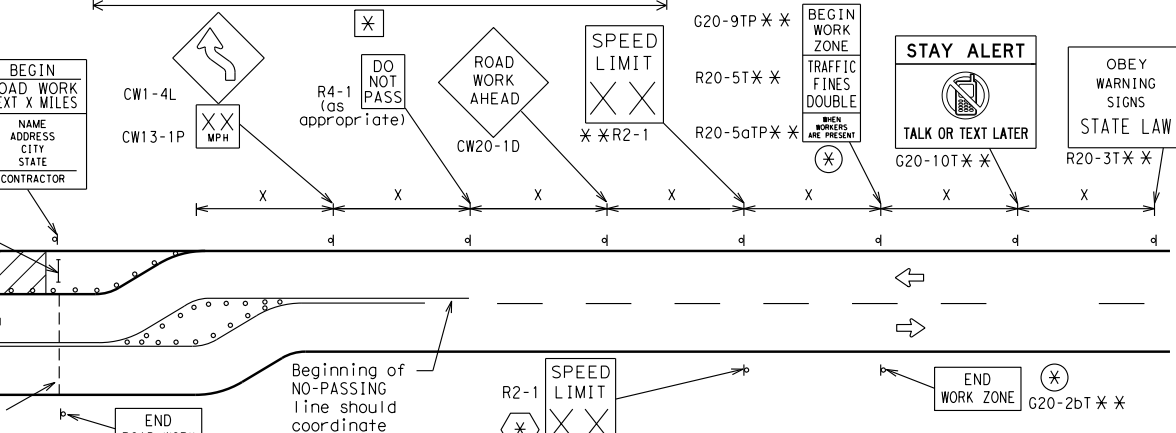 BEGIN
ROAD WORK
NEXT X MILES
NAME
ADDRESS
CITY
STATE
CONTRACTOR
CW1-4L
CW13-1P
X X
MPH
*
R4-1
(as
appropriate)
DO
NOT
PASS
ROAD
WORK
AHEAD
CW20-1D
SPEED
LIMIT
X X
* * R2-1
G20-9TP * *
R20-5T * *
R20-5aTP * *
BEGIN
WORK
ZONE
TRAFFIC
FINES
DOUBLE
WHEN
WORKERS
ARE PRESENT
*
STAY ALERT
TALK OR TEXT LATER
G20-10T * *
OBEY
WARNING
SIGNS
STATE LAW
R20-3T * *
X X X X X X X
Beginning of
NO-PASSING
line should
coordinate
R2-1
*
SPEED
LIMIT
X X
END
WORK ZONE
*
G20-2bT * *
END
ROAD WORK